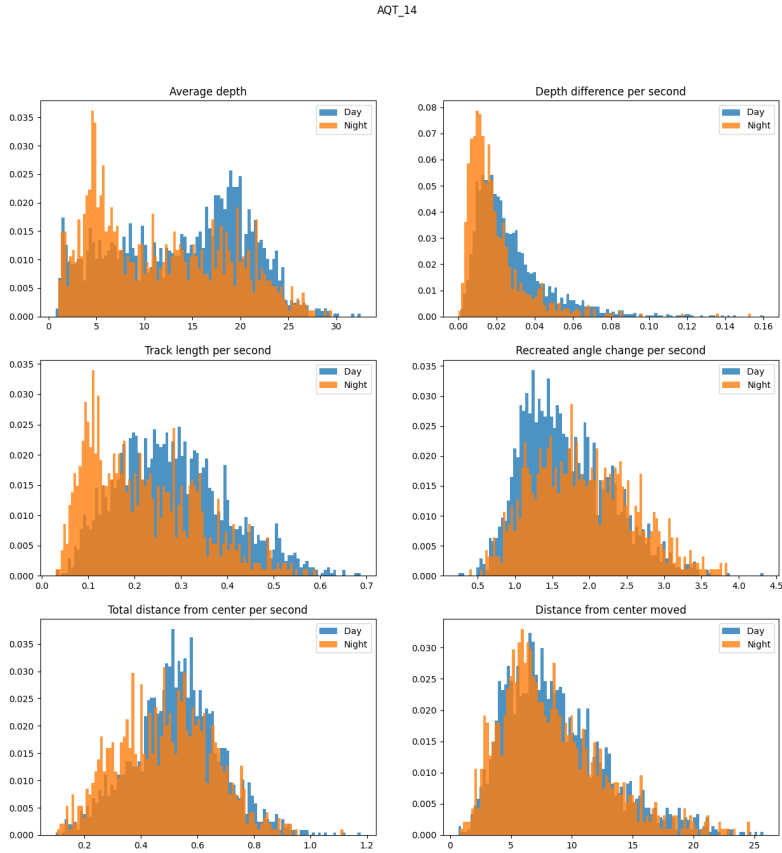 AQT_14
Average depth
Day
Night
0.035
0.030
0.025
0.020
0.015
0.010
0.005
0.000
0 5 10 15 20 25 30
Depth difference per second
Day
Night
0.08
0.07
0.06
0.05
0.04
0.03
0.02
0.01
0.00
0.00 0.02 0.04 0.06 0.08 0.10 0.12 0.14 0.16
Track length per second
Day
Night
0.035
0.030
0.025
0.020
0.015
0.010
0.005
0.000
0.0 0.1 0.2 0.3 0.4 0.5 0.6 0.7
Recreated angle change per second
Day
Night
0.035
0.030
0.025
0.020
0.015
0.010
0.005
0.000
0.5 1.0 1.5 2.0 2.5 3.0 3.5 4.0 4.5
Total distance from center per second
Day
Night
0.035
0.030
0.025
0.020
0.015
0.010
0.005
0.000
0.2 0.4 0.6 0.8 1.0 1.2
Distance from center moved
Day
Night
0.030
0.025
0.020
0.015
0.010
0.005
0.000
0 5 10 15 20 25